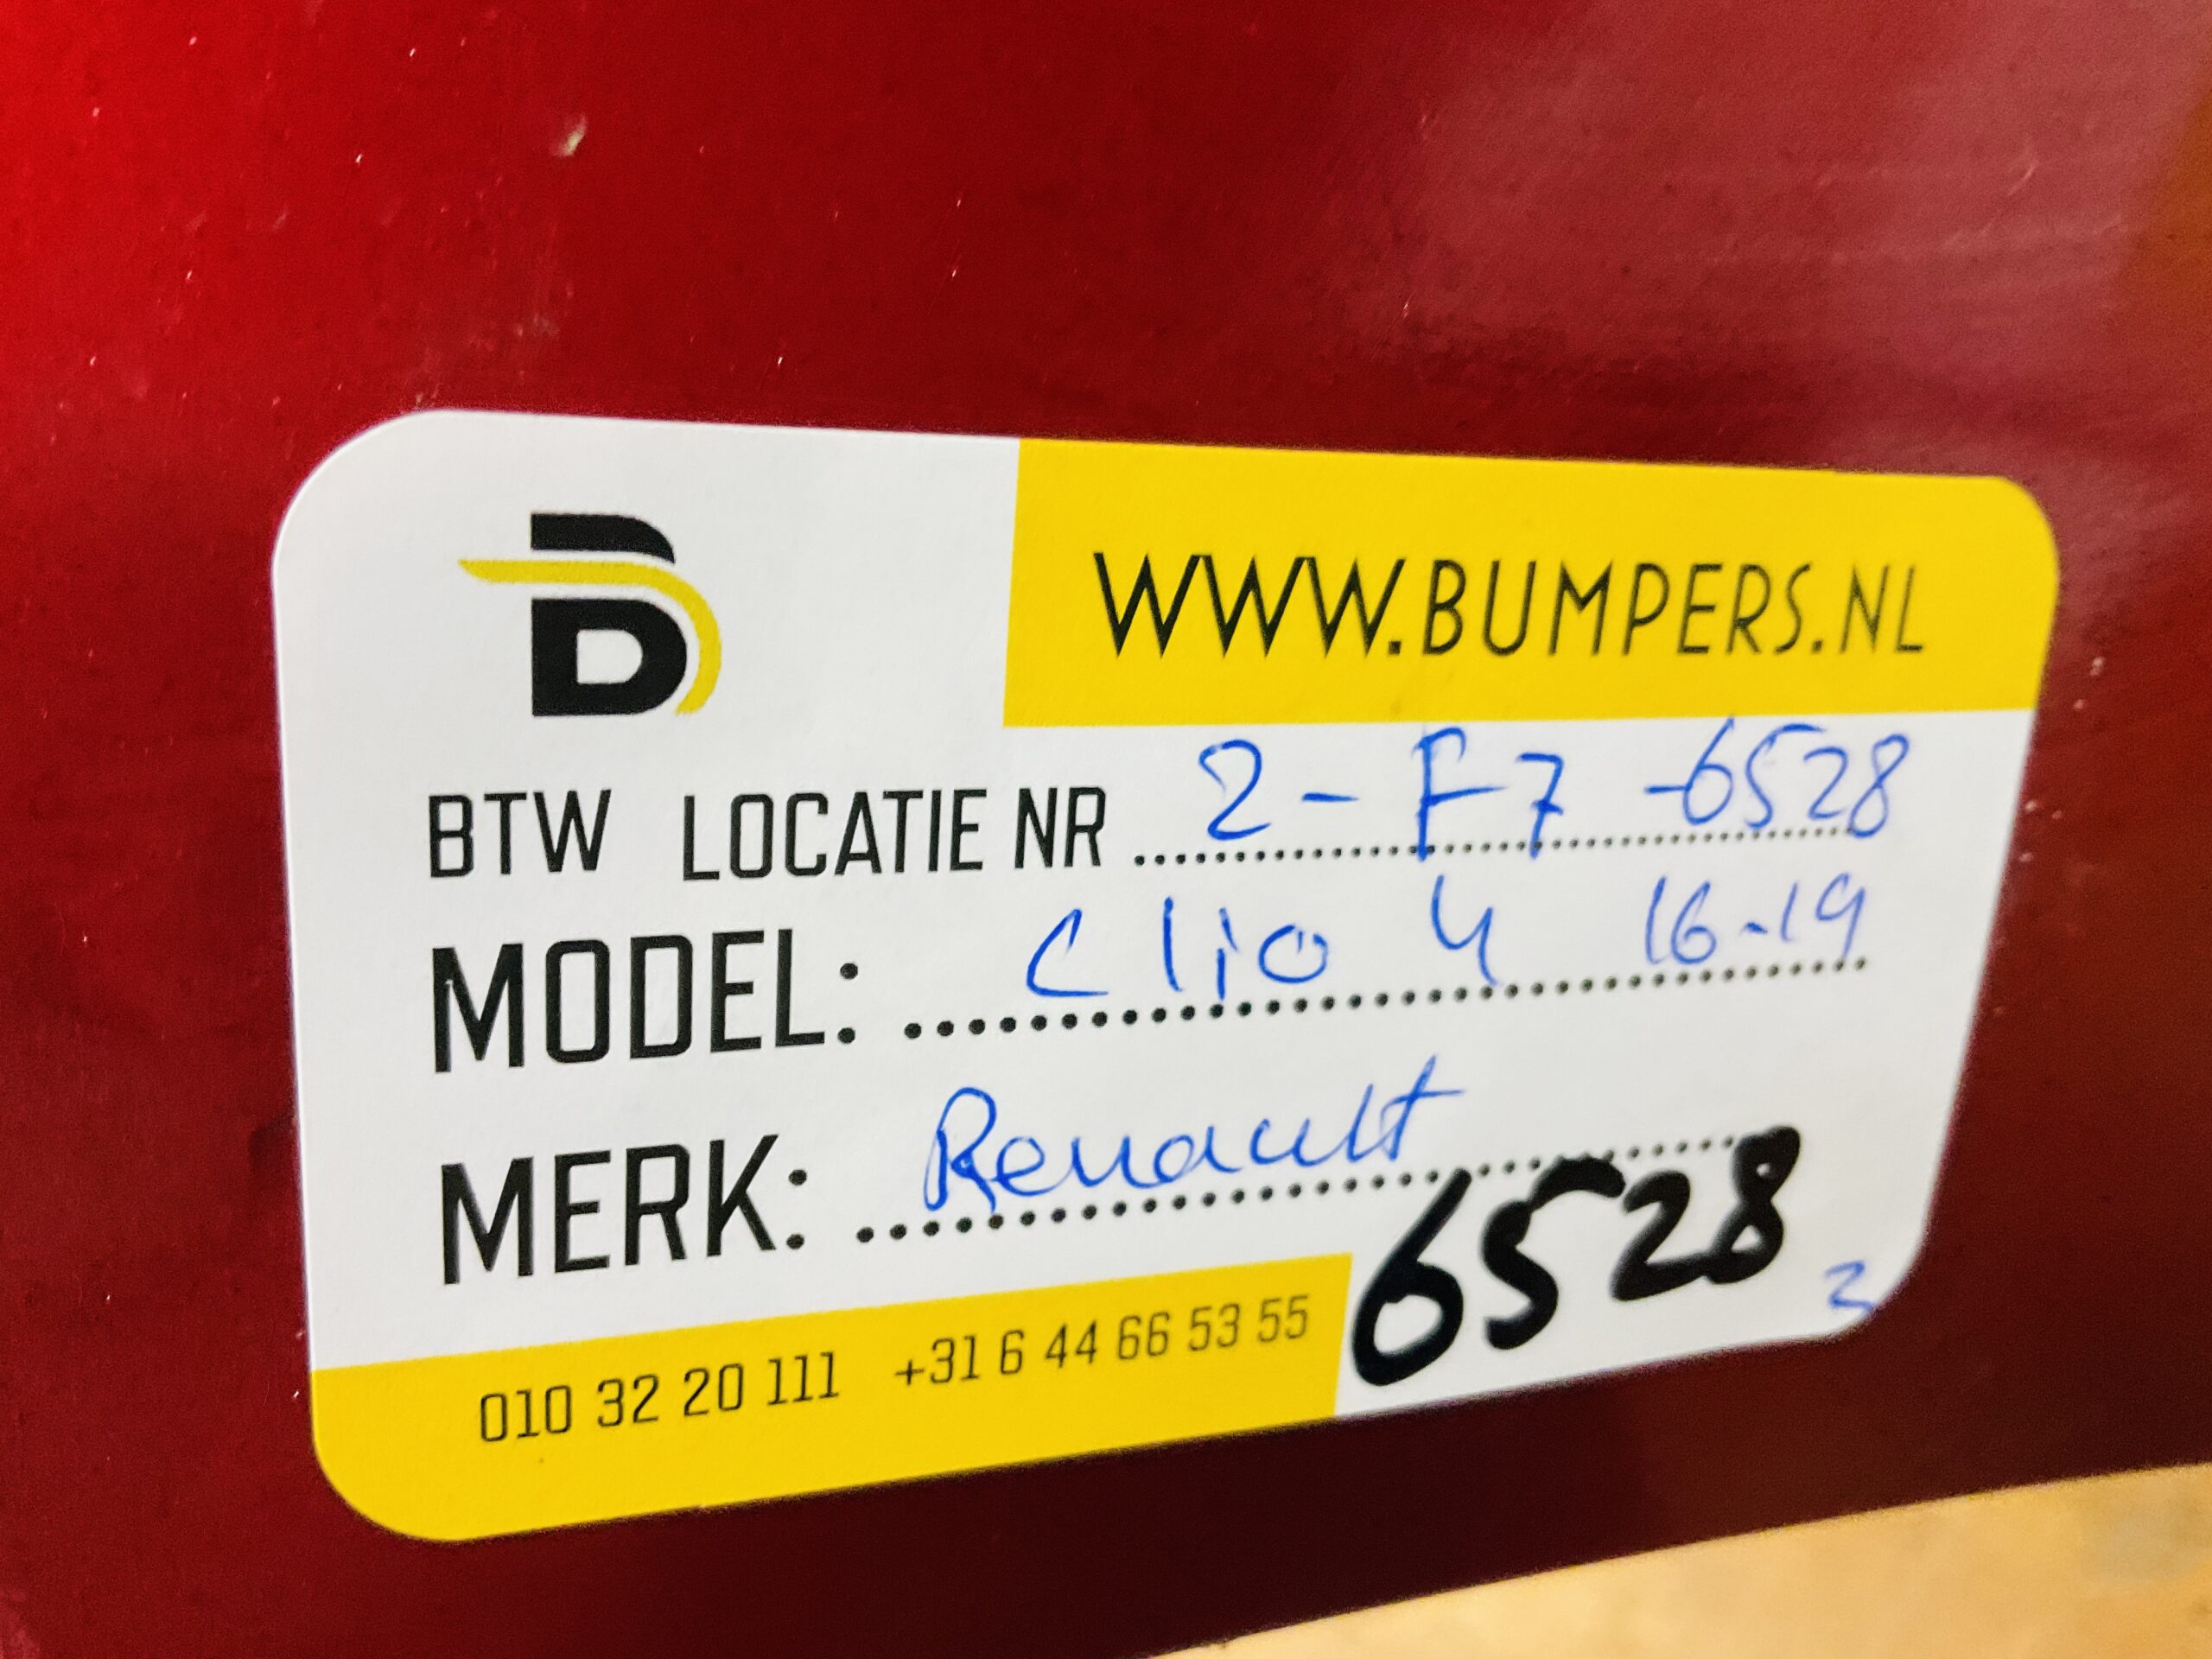 B
WWW.BUMPERS.NL
BTW LOCATIE NR 2 - F7 -6528
MODEL: Clio 4 16-19
MERK: Renault
6528
010 32 20 111 +31 6 44 66 53 55